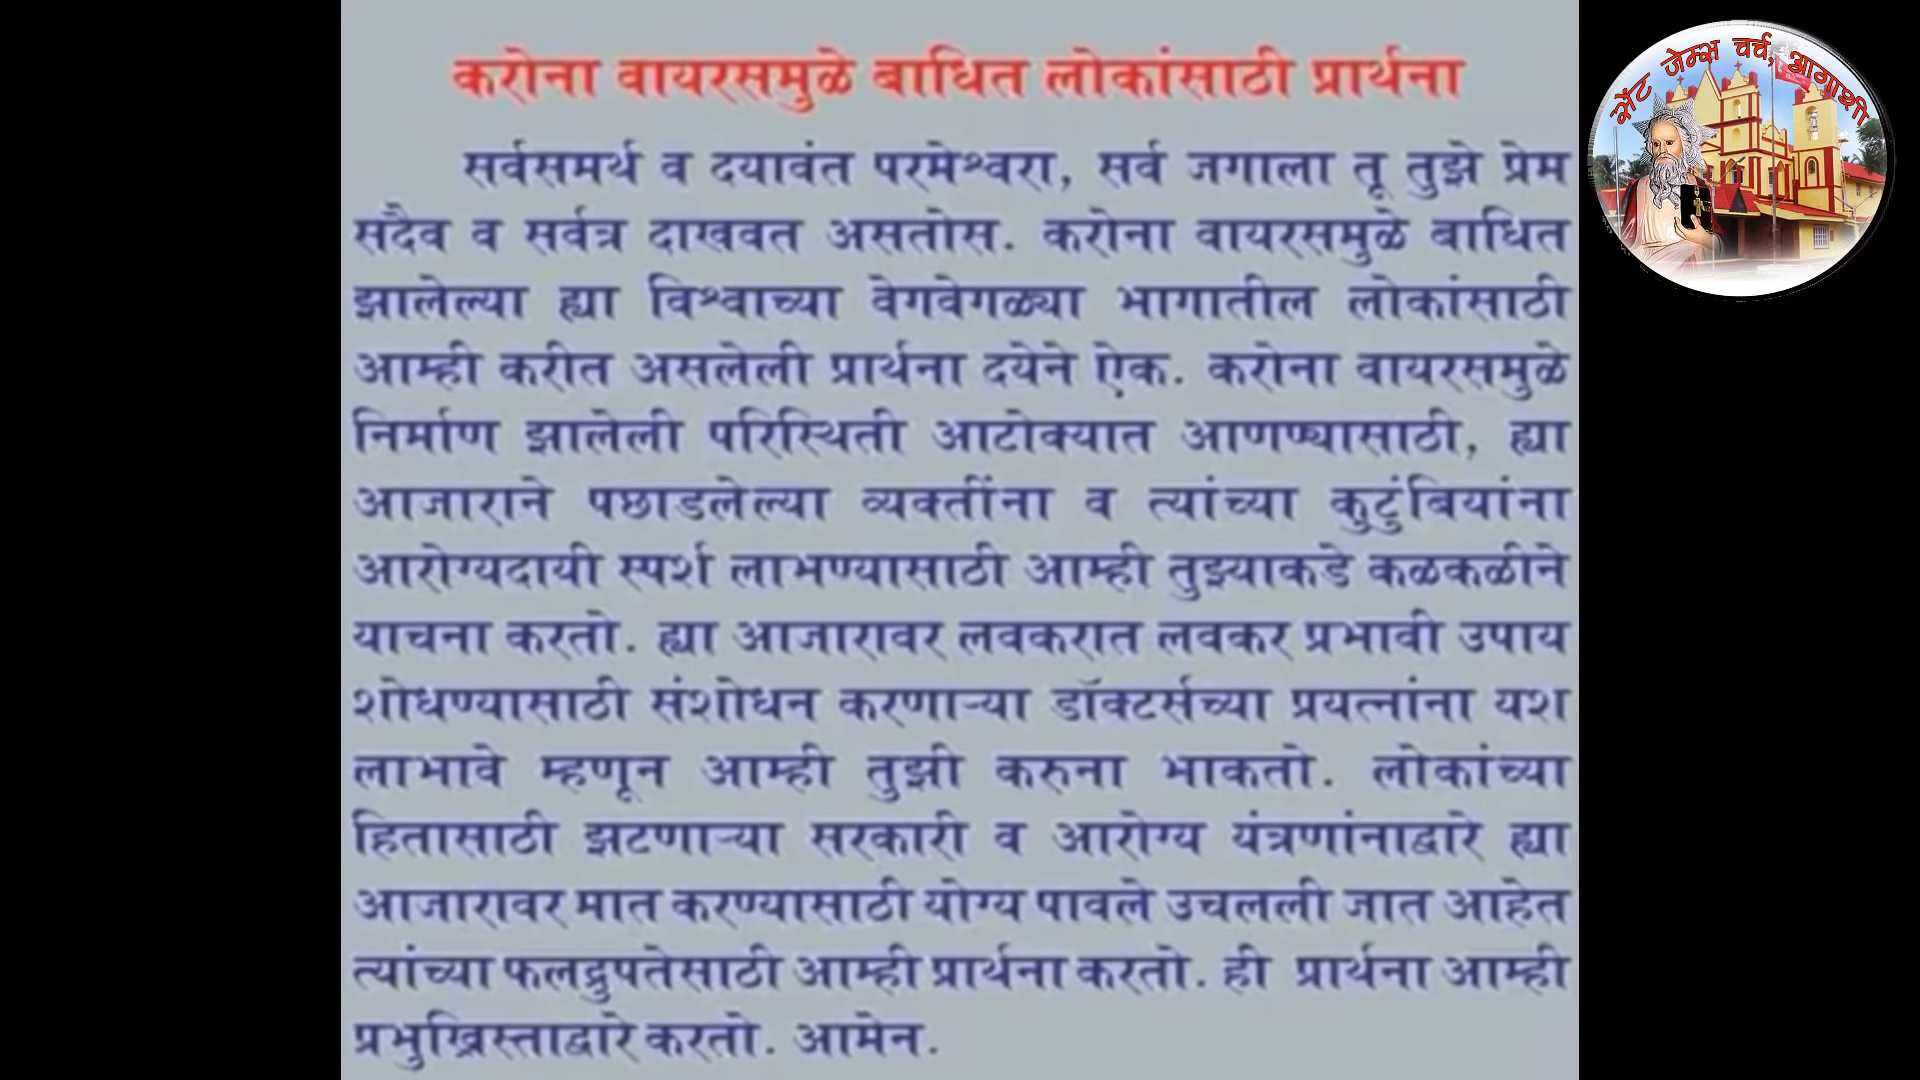 करोना वायरसमुळे बाधित लोकांसाठी प्रार्थना
सर्वसमर्थ व दयावंत परमेश्वरा, सर्व जगाला तू तुझे प्रेम
सदैव व सर्वत्र दाखवत असतोस. करोना वायरसमुळे बाधित
झालेल्या ह्या विश्वाच्या वेगवेगळ्या भागातील लोकांसाठी
आम्ही करीत असलेली प्रार्थना दयेने ऐक. करोना वायरसमुळे
निर्माण झालेली परिस्थिती आटोक्यात आणण्यासाठी, ह्या
आजाराने पछाडलेल्या व्यक्तींना व त्यांच्या कुटुंबियांना
आरोग्यदायी स्पर्श लाभण्यासाठी आम्ही तुझ्याकडे कळकळीने
याचना करतो. ह्या आजारावर लवकरात लवकर प्रभावी उपाय
शोधण्यासाठी संशोधन करणाऱ्या डॉक्टर्सच्या प्रयत्नांना यश
लाभावे म्हणून आम्ही तुझी करुना भाकतो. लोकांच्या
हितासाठी झटणाऱ्या सरकारी व आरोग्य यंत्रणांनाद्वारे ह्या
आजारावर मात करण्यासाठी योग्य पावले उचलली जात आहेत
त्यांच्या फलद्रुपतेसाठी आम्ही प्रार्थना करतो. ही प्रार्थना आम्ही
प्रभुख्रिस्ताद्वारे करतो. आमेन.
सेंट जेम्स चर्च, आगाशी